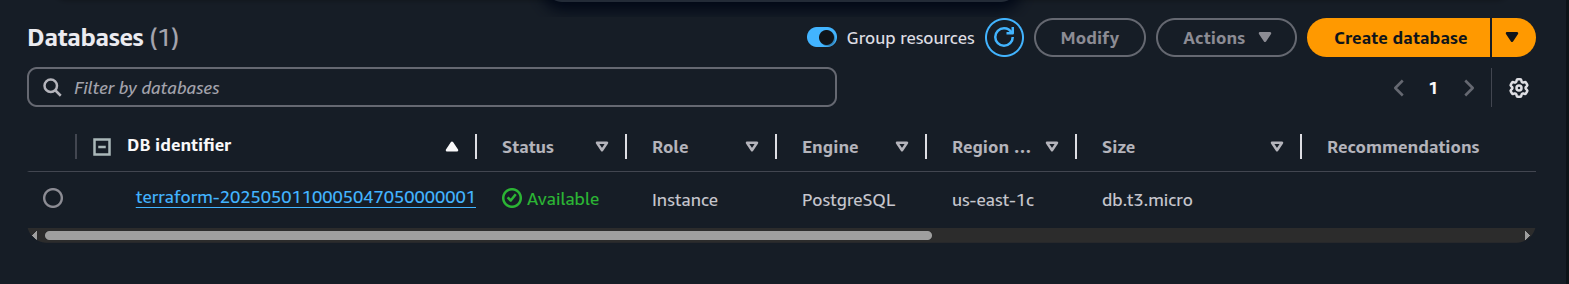 Databases (1)
Group resources
Modify
Actions
Create database
Filter by databases
1
DB identifier
Status
Role
Engine
Region ...
Size
Recommendations
terraform-20250501100050470500000001
Available
Instance
PostgreSQL
us-east-1c
db.t3.micro